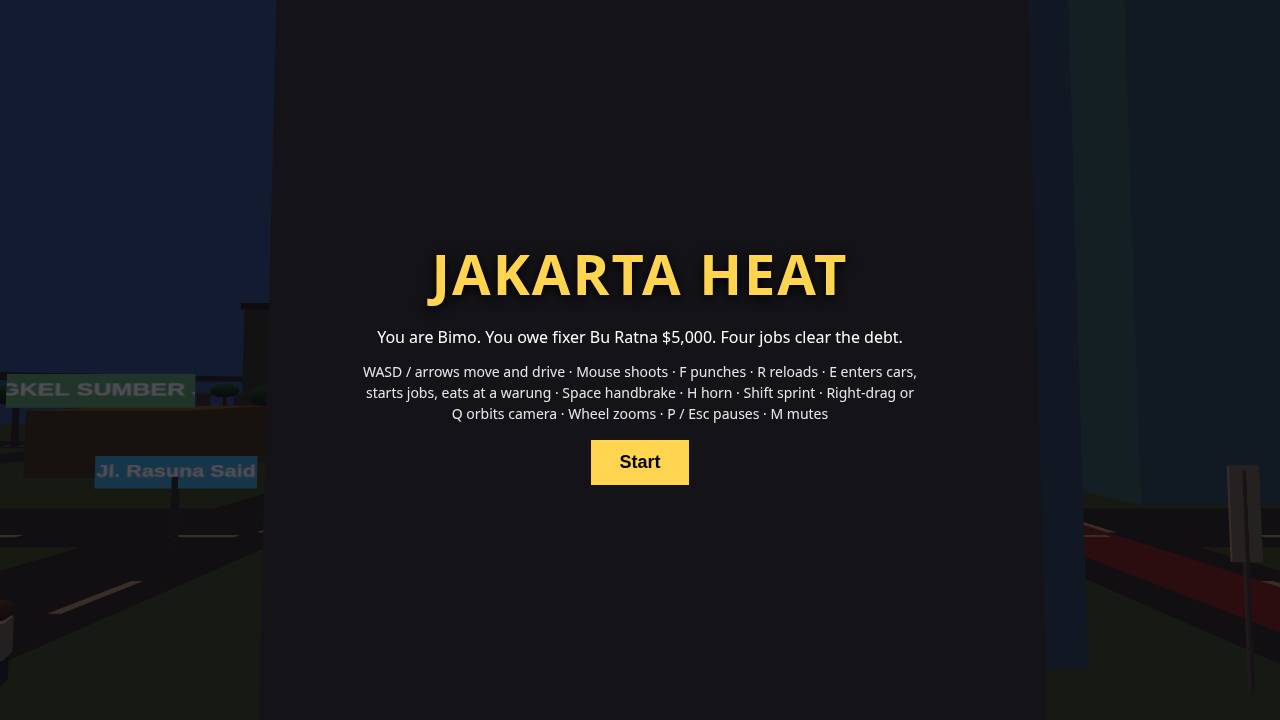 JAKARTA HEAT
You are Bimo. You owe fixer Bu Ratna $5,000. Four jobs clear the debt.
WASD / arrows move and drive · Mouse shoots · F punches · R reloads · E enters cars,
starts jobs, eats at a warung · Space handbrake · H horn · Shift sprint · Right-drag or
Q orbits camera · Wheel zooms · P / Esc pauses · M mutes
GKEL SUMBER
Start
Jl. Rasuna Said